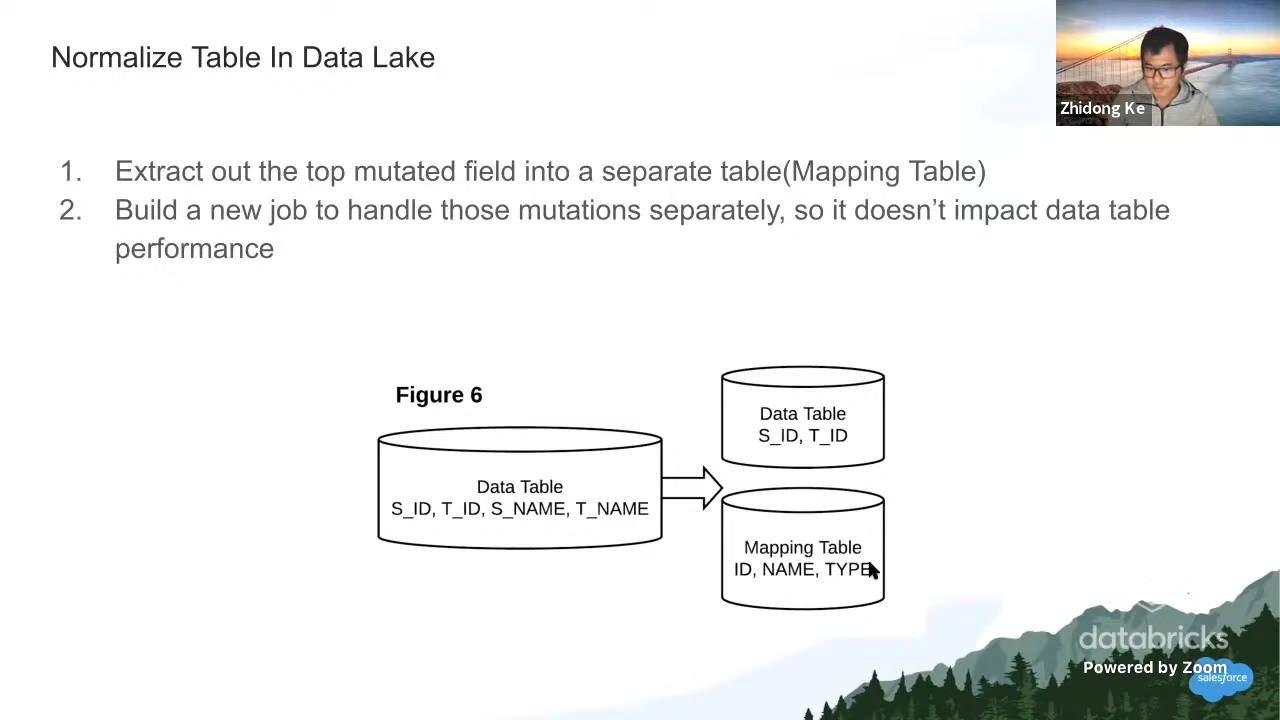 Normalize Table In Data Lake
Zhidong Ke
1. Extract out the top mutated field into a separate table(Mapping Table)
2. Build a new job to handle those mutations separately, so it doesn’t impact data table
performance
Figure 6
Data Table
S_ID, T_ID, S_NAME, T_NAME
Data Table
S_ID, T_ID
Mapping Table
ID, NAME, TYPE
databricks
Powered by Zoom
salesforce